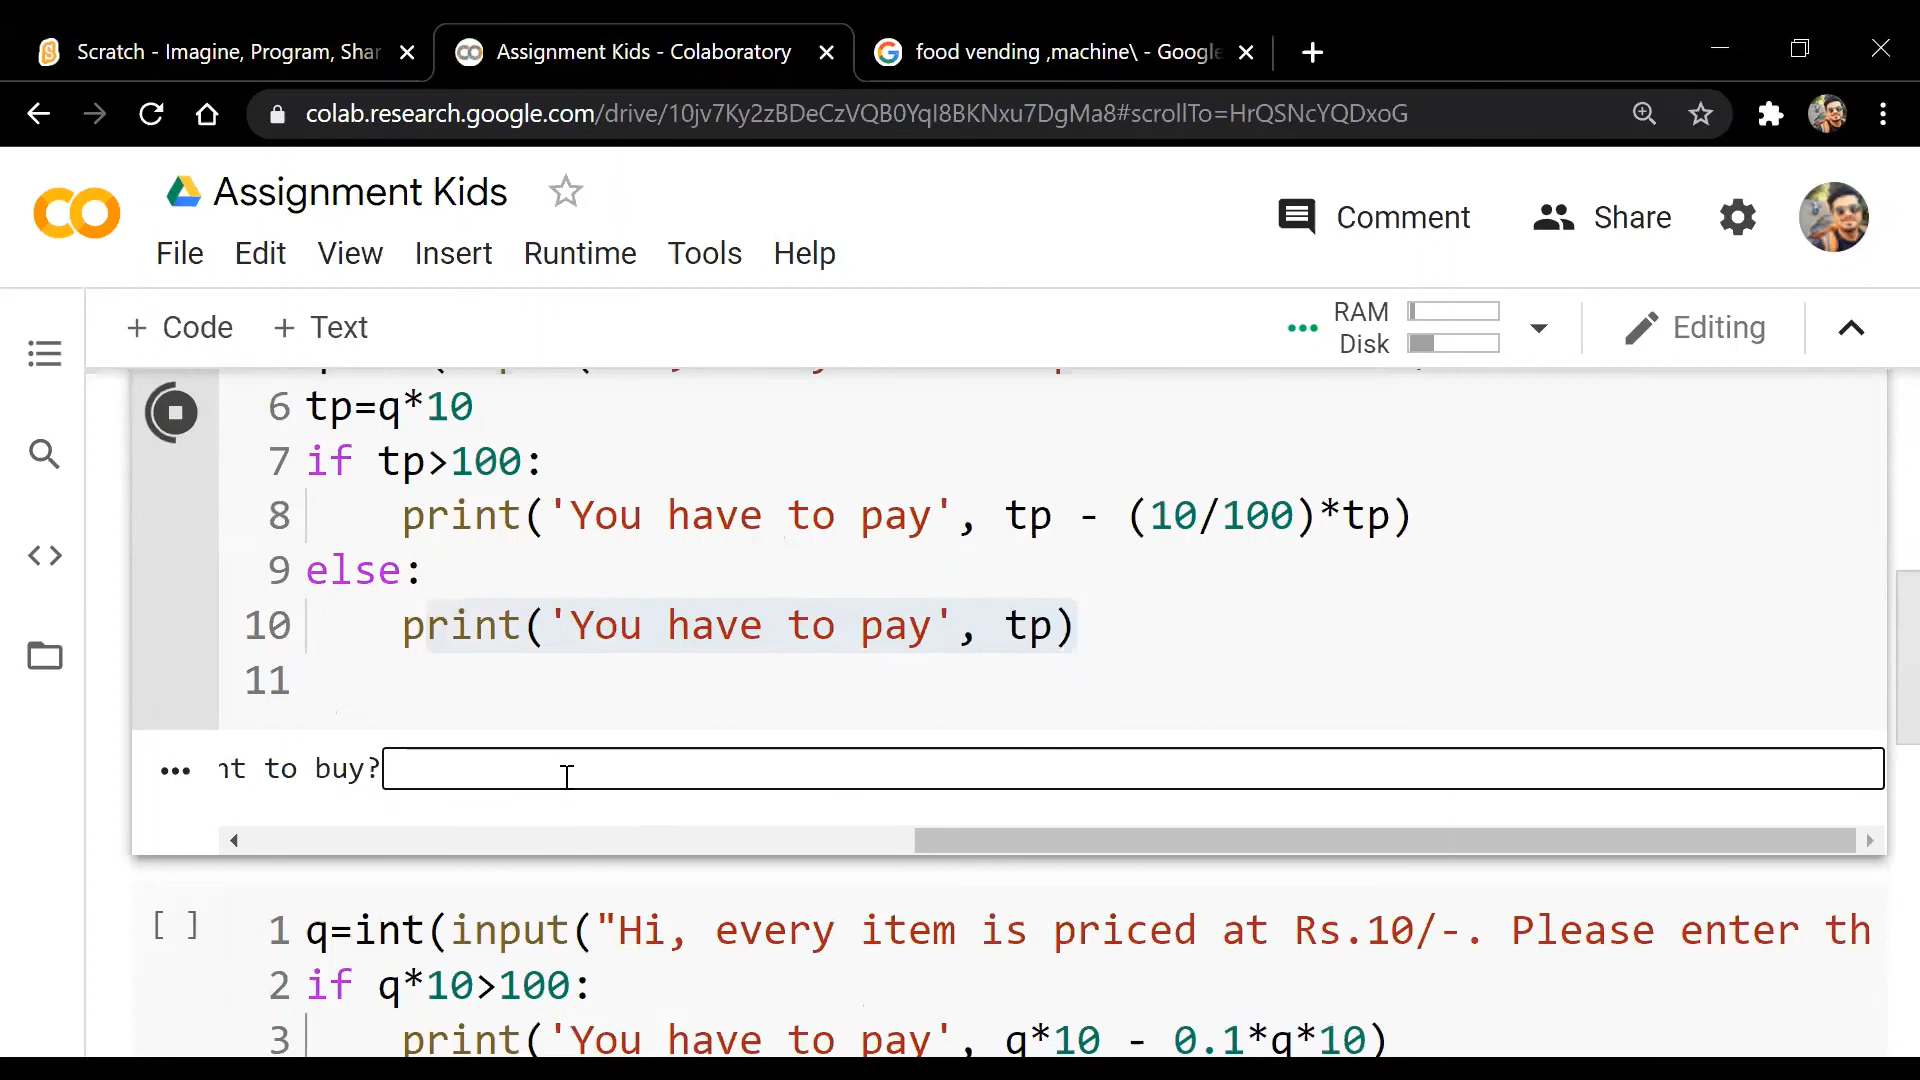 Scratch - Imagine, Program, Shar
Assignment Kids - Colaboratory
food vending ,machine\ - Google
colab.research.google.com/drive/10jv7Ky2zBDeCzVQB0YqI8BKNxu7DgMa8#scrollTo=HrQSNcYQDxoG
Assignment Kids
Comment
Share
File Edit View Insert Runtime Tools Help
+ Code + Text
RAM
Disk
Editing
6 tp=q*10
7 if tp>100:
8 print('You have to pay', tp - (10/100)*tp)
9 else:
10 print('You have to pay', tp)
11
nt to buy?
[ ] 1 q=int(input("Hi, every item is priced at Rs.10/-. Please enter th
2 if q*10>100:
3 print('You have to pay', q*10 - 0.1*q*10)